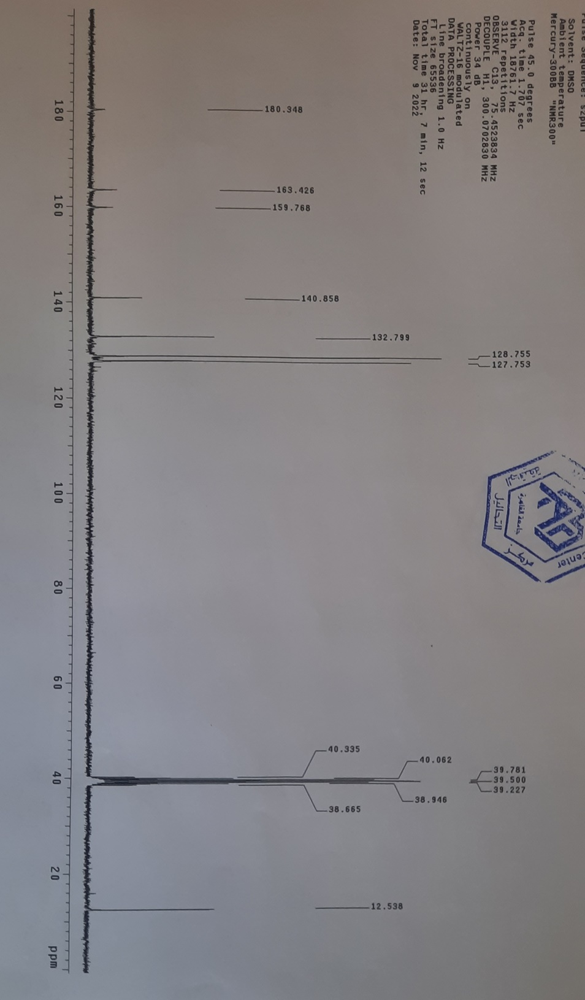 Pulse Sequence: s2pul
Solvent: DMSO
Ambient temperature
Mercury-300BB "NMR300"
Pulse 45.0 degrees
Acq. time 1.707 sec
Width 18761.7 Hz
3112 repetitions
OBSERVE C13, 75.4523834 MHz
DECOUPLE H1, 300.0702830 MHz
Power 34 dB
continuously on
WALTZ-16 modulated
DATA PROCESSING
Line broadening 1.0 Hz
FT size 65536
Total time 31 hr, 7 min, 12 sec
Date: Nov 9 2022
180.348
163.426
159.768
140.858
132.799
128.755
127.753
40.335
40.062
39.781
39.500
39.227
38.946
38.665
12.538
180
160
140
120
100
80
60
40
20
ppm
مركز
التحاليل
جامعة القاهرة
Center